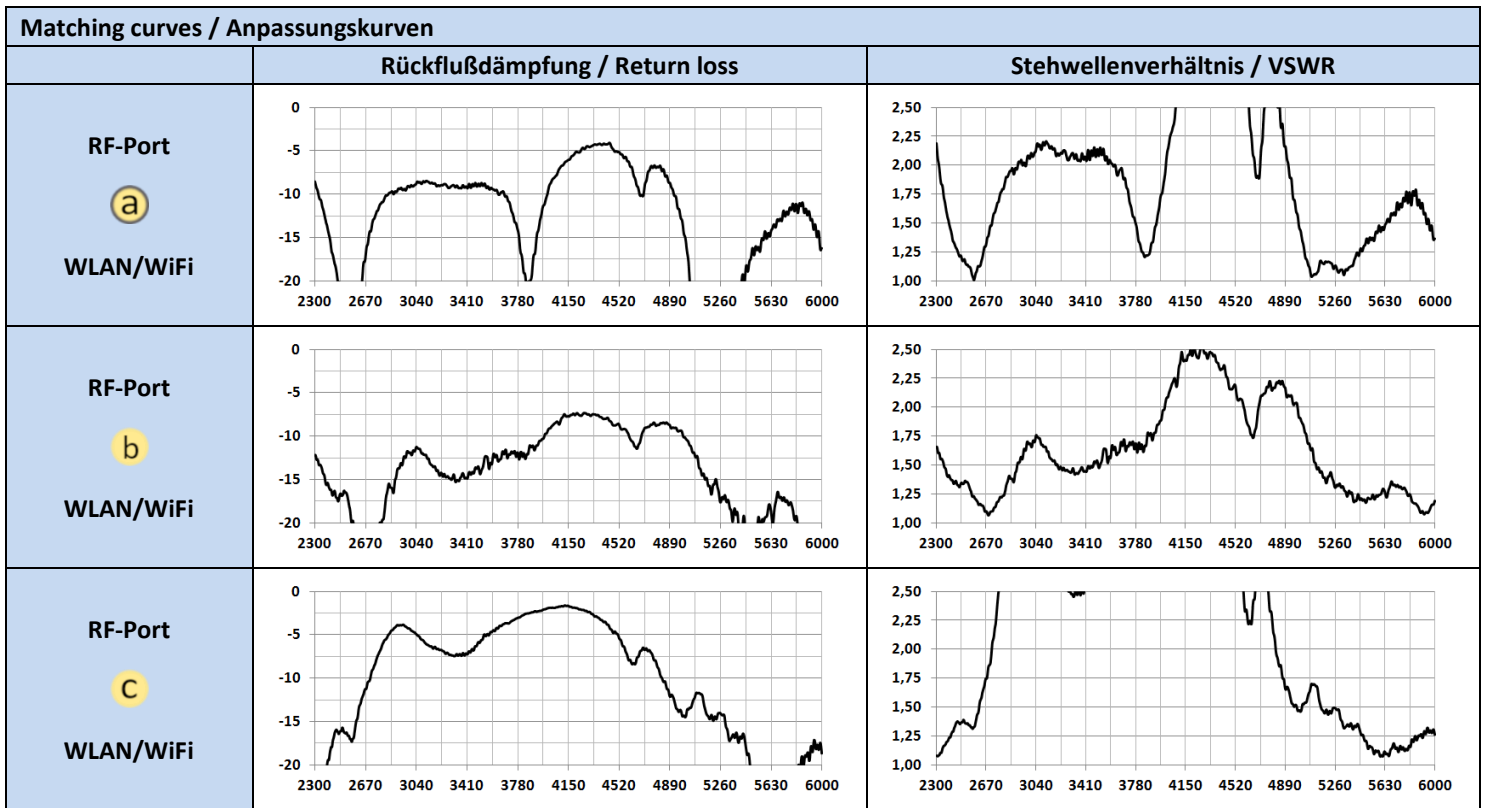 Matching curves / Anpassungskurven
Rückflußdämpfung / Return loss
Stehwellenverhältnis / VSWR
RF-Port
a
WLAN/WiFi
0
-5
-10
-15
-20
2300 2670 3040 3410 3780 4150 4520 4890 5260 5630 6000
2,50
2,25
2,00
1,75
1,50
1,25
1,00
2300 2670 3040 3410 3780 4150 4520 4890 5260 5630 6000
RF-Port
b
WLAN/WiFi
0
-5
-10
-15
-20
2300 2670 3040 3410 3780 4150 4520 4890 5260 5630 6000
2,50
2,25
2,00
1,75
1,50
1,25
1,00
2300 2670 3040 3410 3780 4150 4520 4890 5260 5630 6000
RF-Port
c
WLAN/WiFi
0
-5
-10
-15
-20
2300 2670 3040 3410 3780 4150 4520 4890 5260 5630 6000
2,50
2,25
2,00
1,75
1,50
1,25
1,00
2300 2670 3040 3410 3780 4150 4520 4890 5260 5630 6000